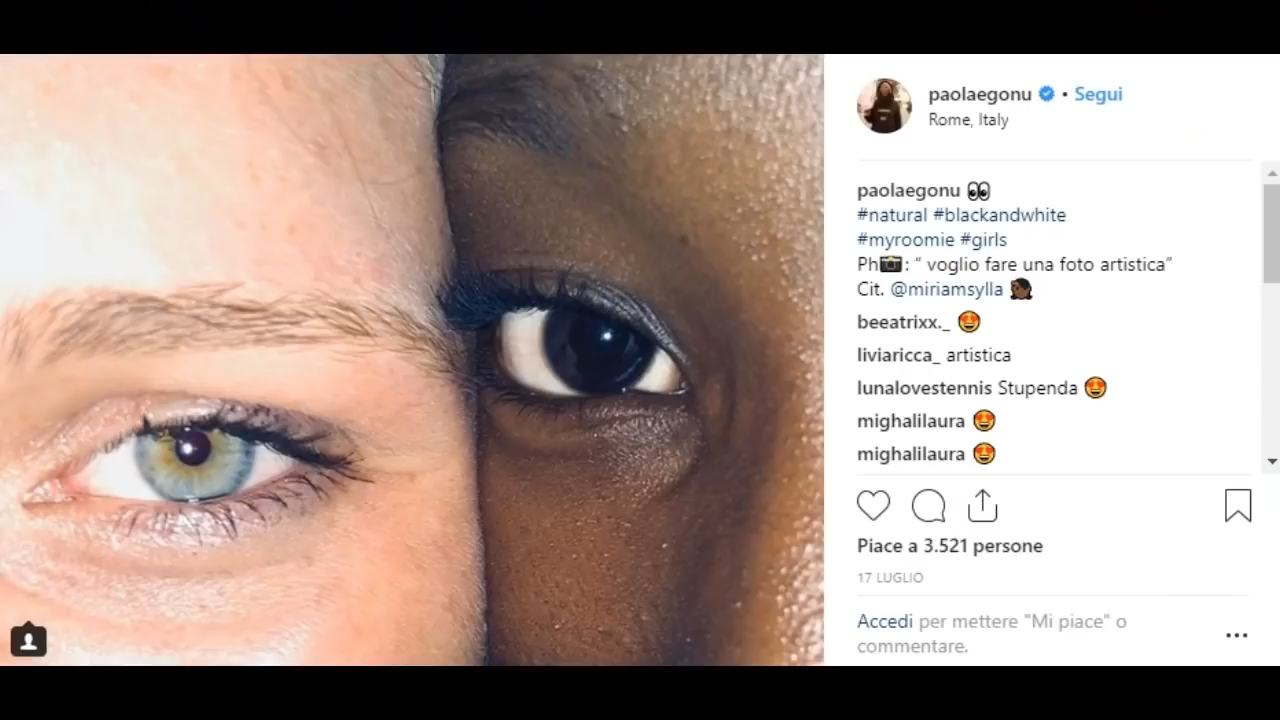 paolaegonu • Segui
Rome, Italy
paolaegonu 👀
#natural #blackandwhite
#myroomie #girls
Ph📸: “ voglio fare una foto artistica”
Cit. @miriamsylla 🙎🏿
beeatrixx._ 😍
liviaricca_ artistica
lunalovestennis Stupenda 😍
mighalilaura 😍
mighalilaura 😍
Piace a 3.521 persone
17 LUGLIO
Accedi per mettere "Mi piace" o
commentare.